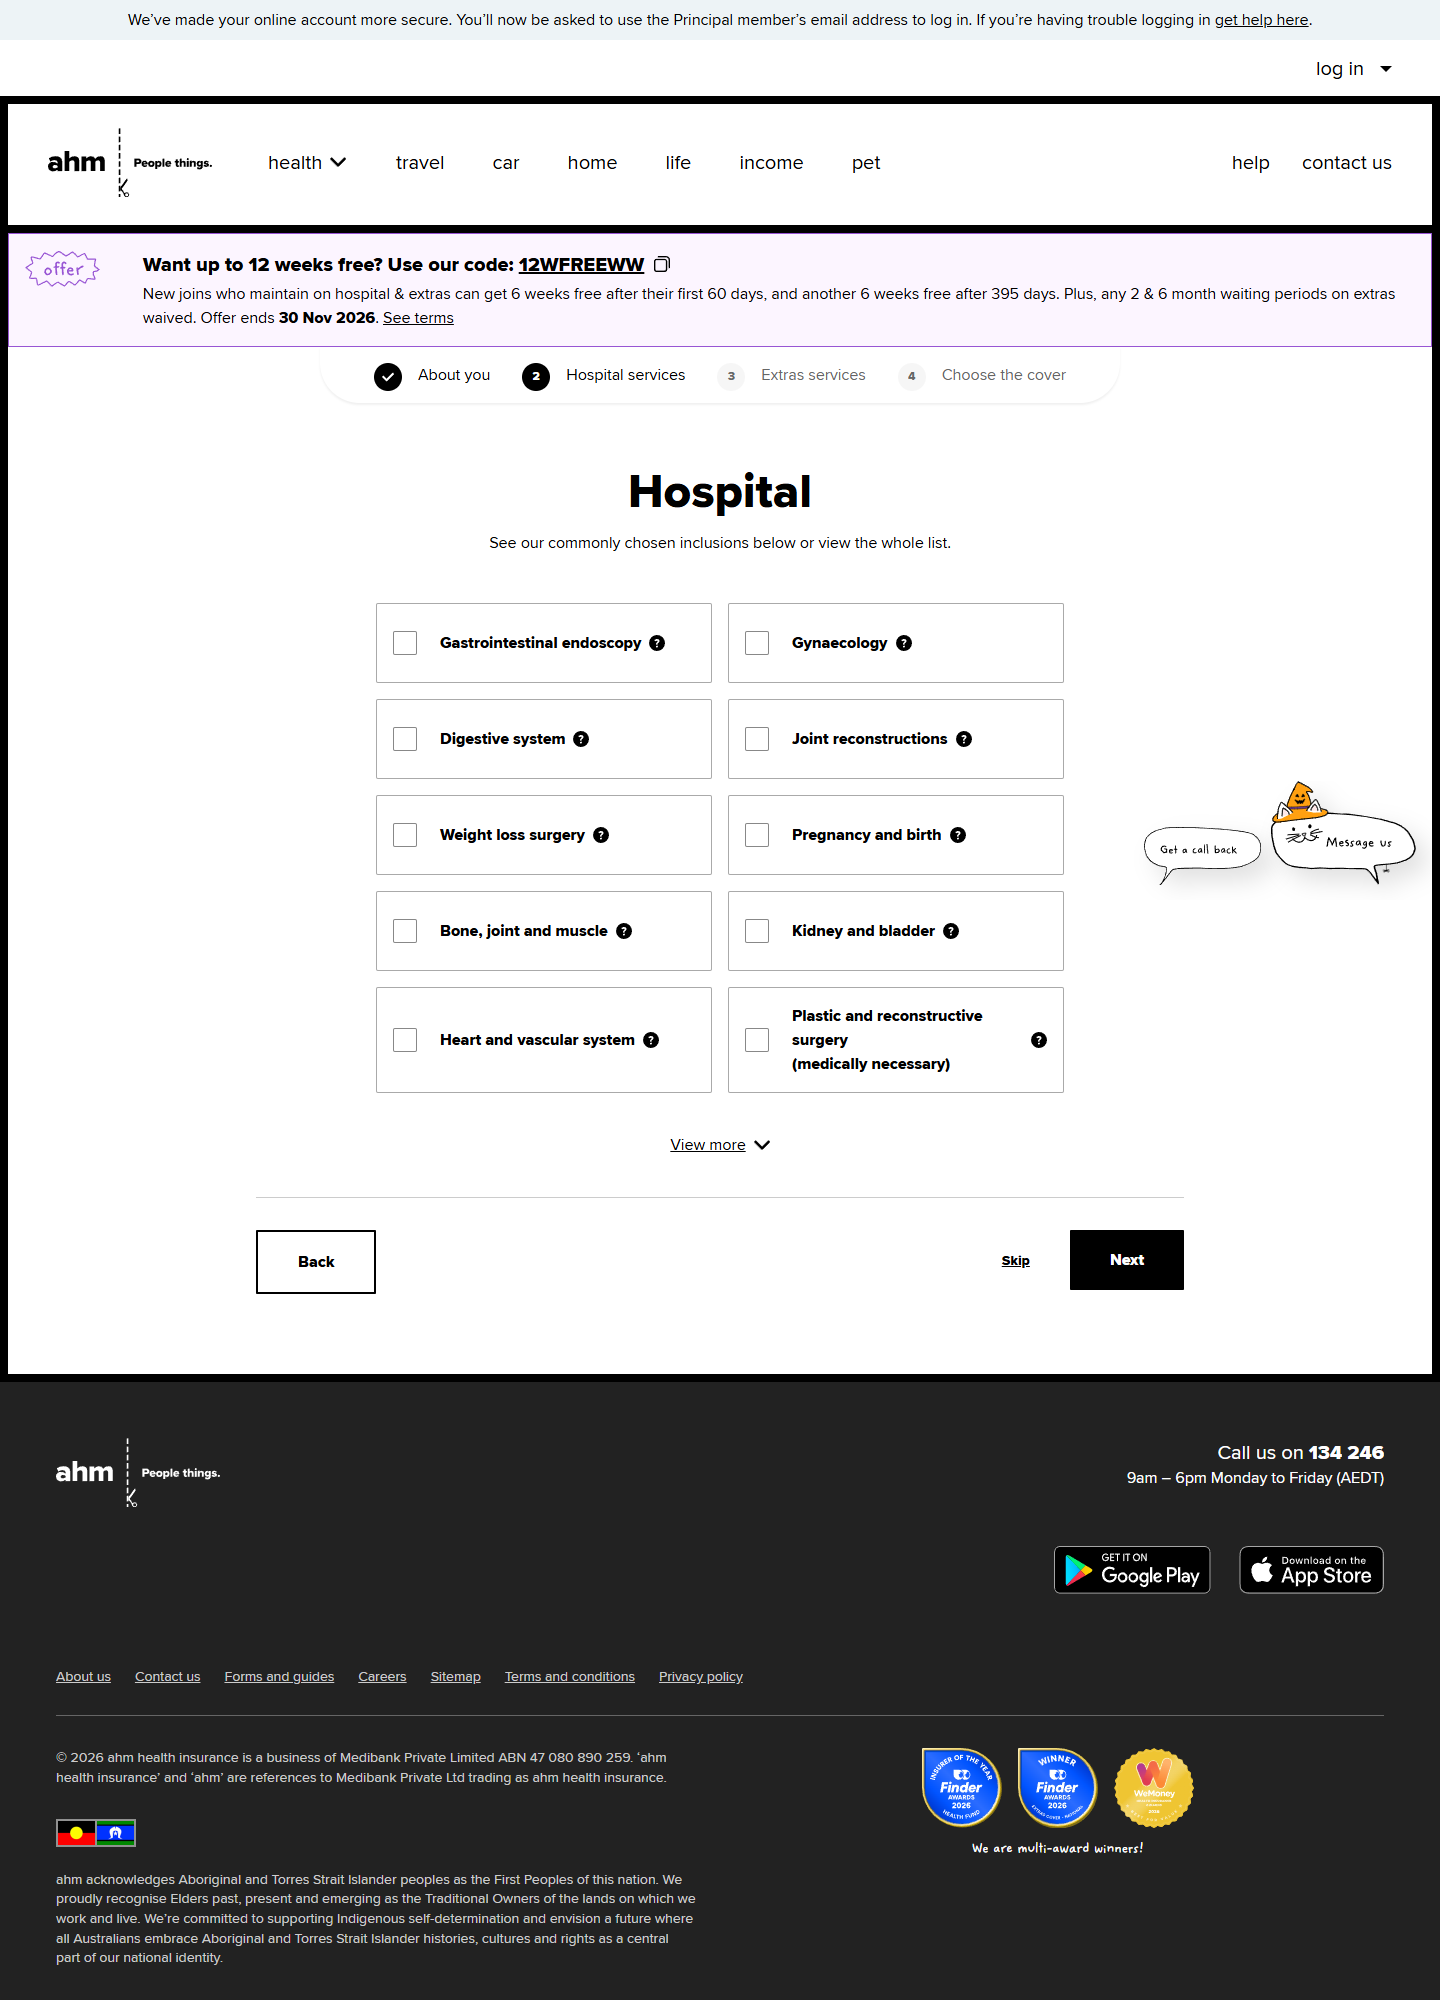 We’ve made your online account more secure. You’ll now be asked to use the Principal member’s email address to log in. If you’re having trouble logging in get help here.
log in
ahm People things.
health
travel
car
home
life
income
pet
help
contact us
offer
Want up to 12 weeks free? Use our code: 12WFREEWW
New joins who maintain on hospital & extras can get 6 weeks free after their first 60 days, and another 6 weeks free after 395 days. Plus, any 2 & 6 month waiting periods on extras
waived. Offer ends 30 Nov 2026. See terms
About you
2 Hospital services
3 Extras services
4 Choose the cover
Hospital
See our commonly chosen inclusions below or view the whole list.
Gastrointestinal endoscopy ?
Gynaecology ?
Digestive system ?
Joint reconstructions ?
Weight loss surgery ?
Pregnancy and birth ?
Get a call back
Message us
Bone, joint and muscle ?
Kidney and bladder ?
Heart and vascular system ?
Plastic and reconstructive
surgery
(medically necessary) ?
View more
Back
Skip
Next
ahm People things.
Call us on 134 246
9am – 6pm Monday to Friday (AEDT)
GET IT ON
Google Play
Download on the
App Store
About us
Contact us
Forms and guides
Careers
Sitemap
Terms and conditions
Privacy policy
© 2026 ahm health insurance is a business of Medibank Private Limited ABN 47 080 890 259. ‘ahm
health insurance’ and ‘ahm’ are references to Medibank Private Ltd trading as ahm health insurance.
INSURER OF THE YEAR
Finder
AWARDS
2026
HEALTH FUND
WINNER
Finder
AWARDS
2026
WeMoney
2026
We are multi-award winners!
ahm acknowledges Aboriginal and Torres Strait Islander peoples as the First Peoples of this nation. We
proudly recognise Elders past, present and emerging as the Traditional Owners of the lands on which we
work and live. We’re committed to supporting Indigenous self-determination and envision a future where
all Australians embrace Aboriginal and Torres Strait Islander histories, cultures and rights as a central
part of our national identity.